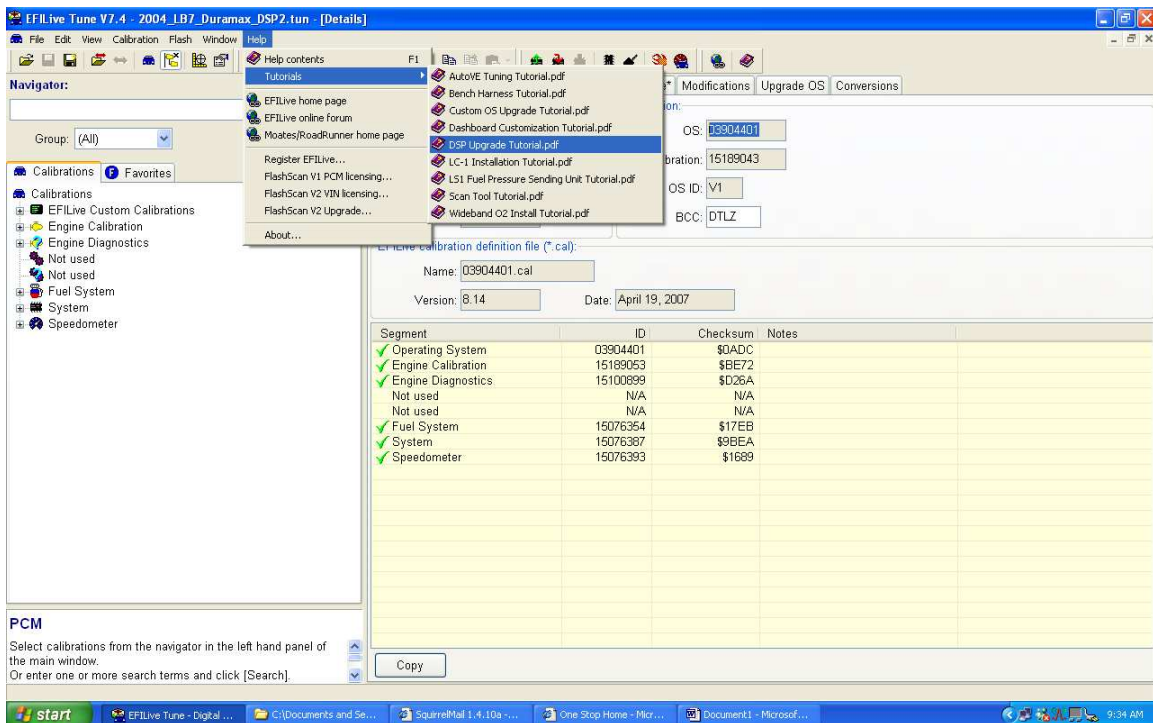 EFILive Tune V7.4 - 2004_LB7_Duramax_DSP2.tun - [Details]
File Edit View Calibration Flash Window Help
Help contents F1
Tutorials
EFILive home page
EFILive online forum
Moates/RoadRunner home page
Register EFILive...
FlashScan V1 PCM licensing...
FlashScan V2 VIN licensing...
FlashScan V2 Upgrade...
About...
AutoVE Tuning Tutorial.pdf
Bench Harness Tutorial.pdf
Custom OS Upgrade Tutorial.pdf
Dashboard Customization Tutorial.pdf
DSP Upgrade Tutorial.pdf
LC-1 Installation Tutorial.pdf
LS1 Fuel Pressure Sending Unit Tutorial.pdf
Scan Tool Tutorial.pdf
Wideband O2 Install Tutorial.pdf
Navigator:
Group: (All)
Calibrations Favorites
Calibrations
EFILive Custom Calibrations
Engine Calibration
Engine Diagnostics
Not used
Not used
Fuel System
System
Speedometer
PCM
Select calibrations from the navigator in the left hand panel of
the main window.
Or enter one or more search terms and click [Search].
Modifications Upgrade OS Conversions
ion:
OS: 03904401
bration: 15189043
OS ID: V1
BCC: DTLZ
EFILive calibration definition file (*.cal):
Name: 03904401.cal
Version: 8.14 Date: April 19, 2007
Segment ID Checksum Notes
Operating System 03904401 $0ADC
Engine Calibration 15189053 $BE72
Engine Diagnostics 15100899 $D26A
Not used N/A N/A
Not used N/A N/A
Fuel System 15076354 $17EB
System 15076387 $9BEA
Speedometer 15076393 $1689
Copy
start EFILive Tune - Digital ... C:\Documents and Se... SquirrelMail 1.4.10a -... One Stop Home - Micr... Document1 - Microsof... 9:34 AM